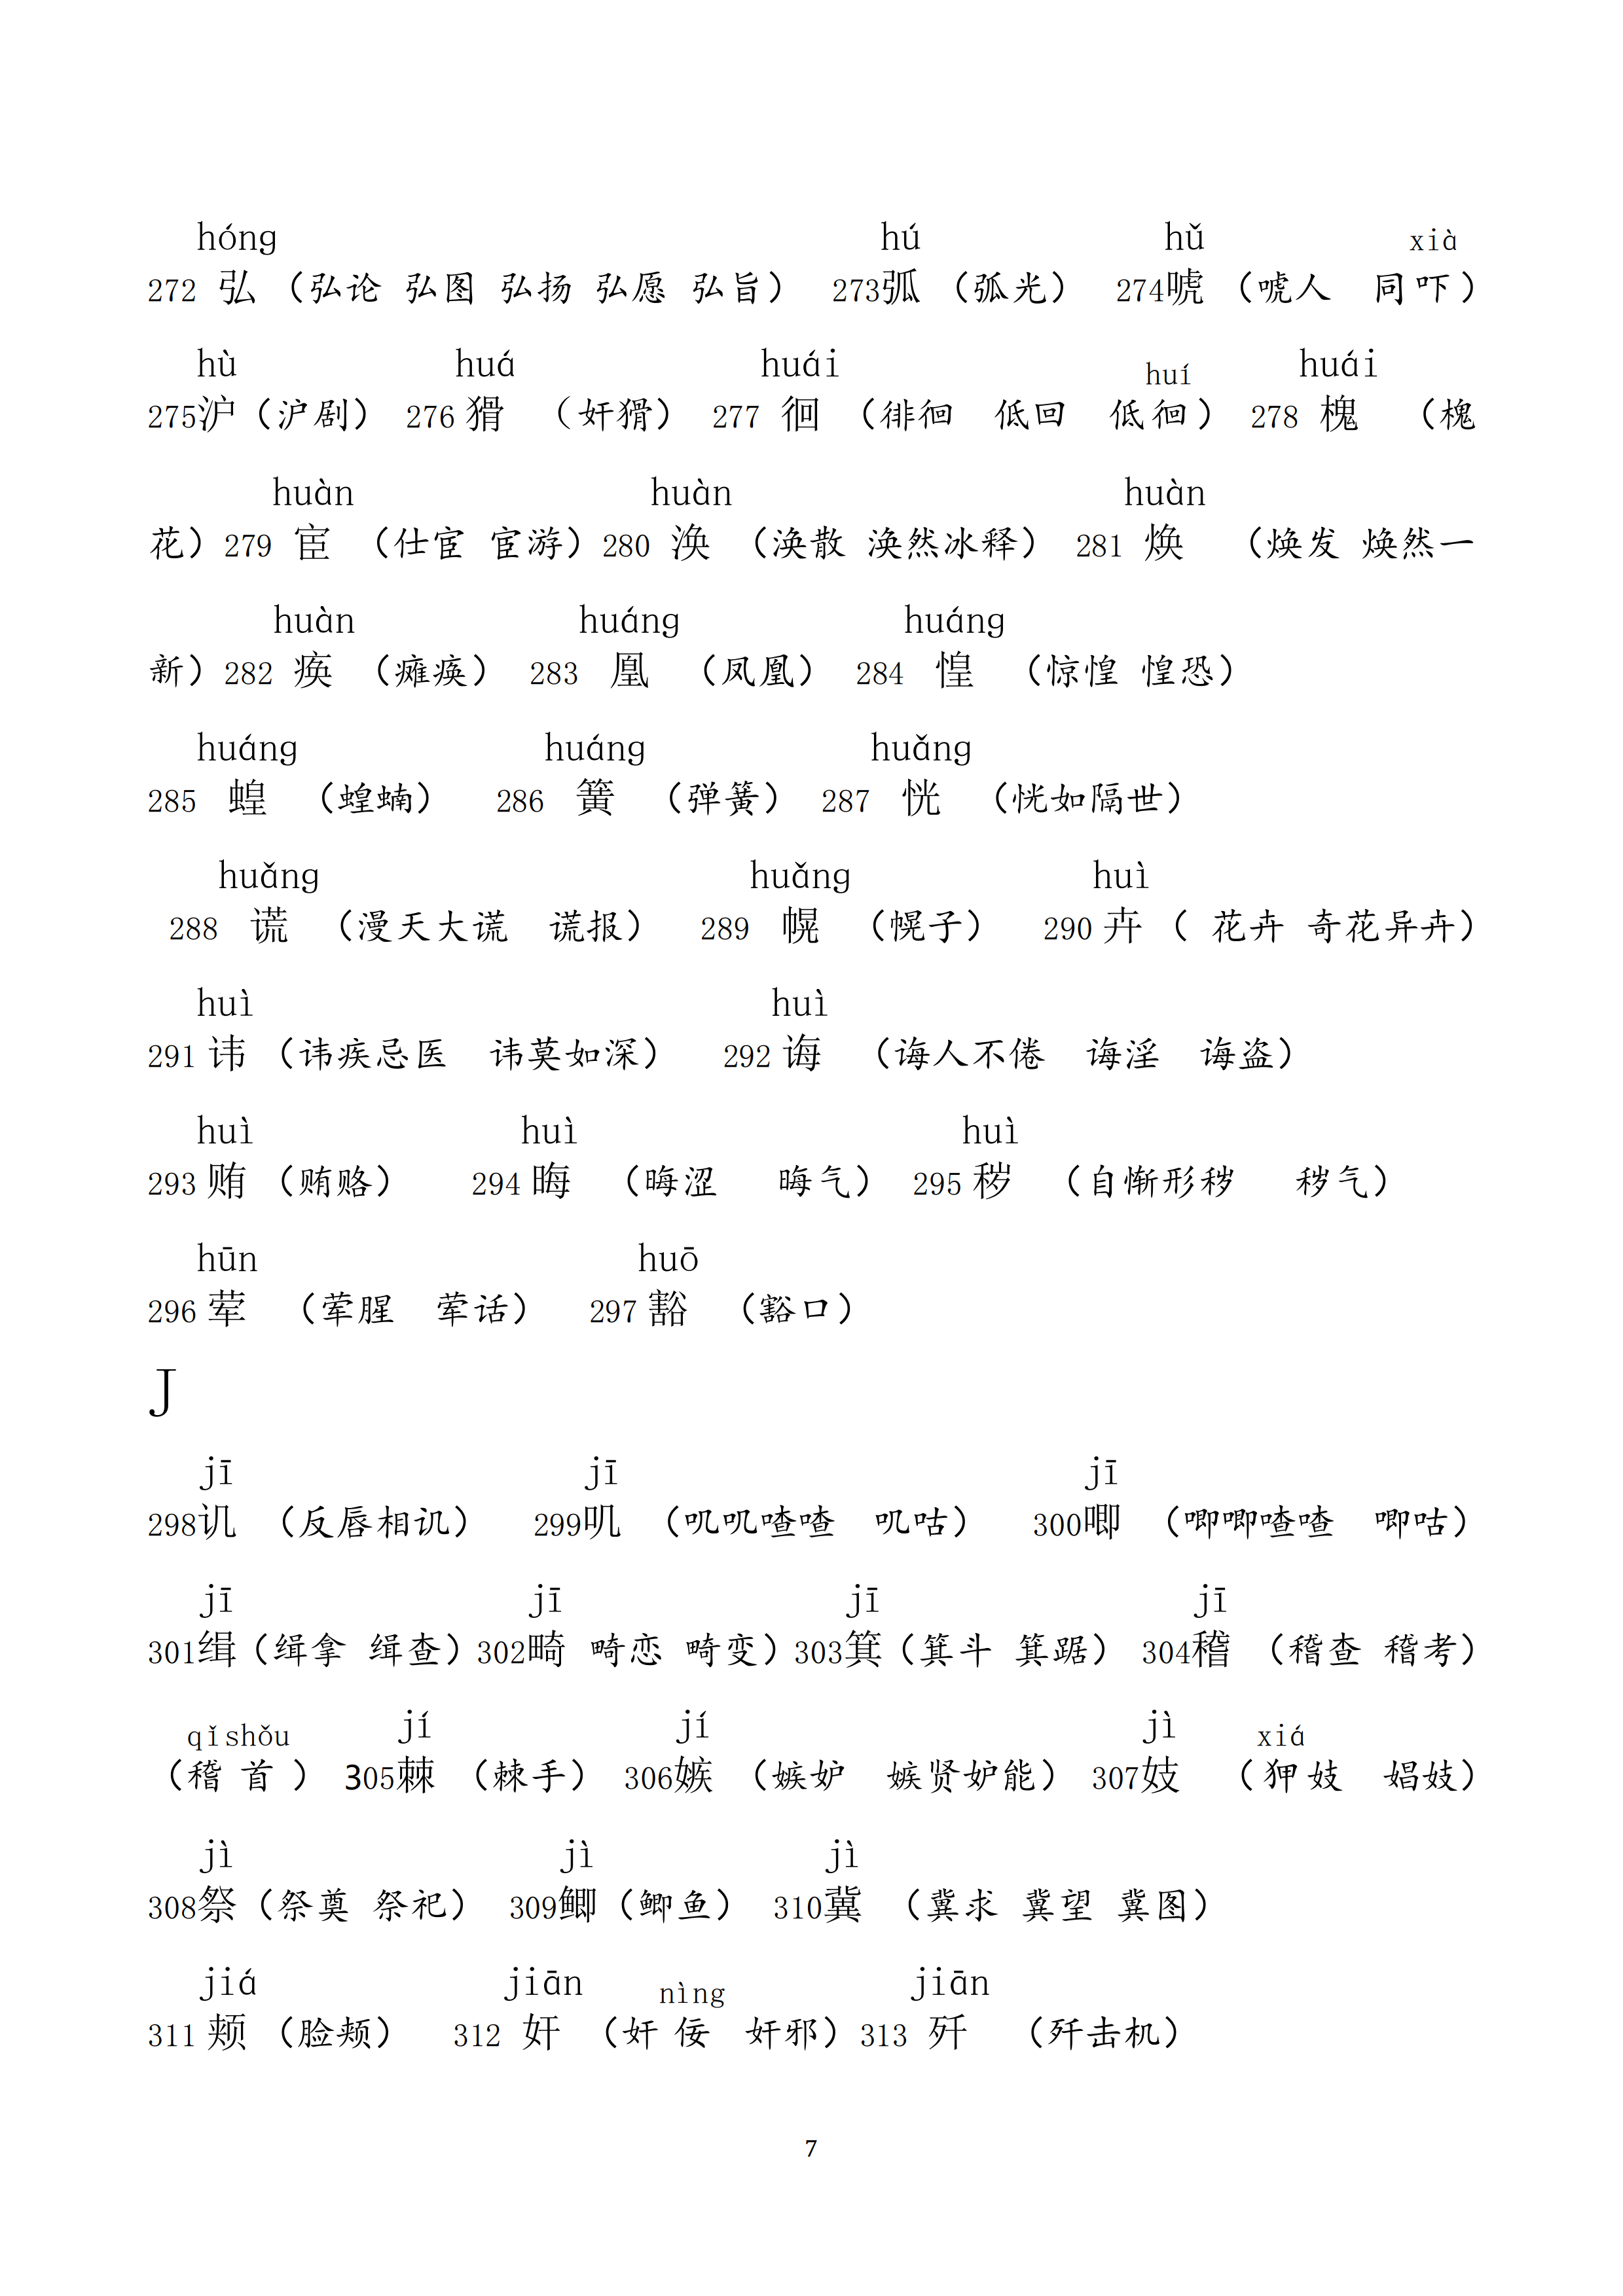 hóng hú hǔ xià
272 弘 （弘论 弘图 弘扬 弘愿 弘旨） 273弧 （弧光） 274唬 （唬人 同吓）
hù huá huái huí huái
275沪（沪剧） 276 猾 （奸猾） 277 徊 （徘徊 低回 低徊） 278 槐 （槐
huàn huàn huàn
花）279 宦 （仕宦 宦游）280 涣 （涣散 涣然冰释） 281 焕 （焕发 焕然一
huàn huáng huáng
新）282 痪 （瘫痪） 283 凰 （凤凰） 284 惶 （惊惶 惶恐）
huáng huáng huǎng
285 蝗 （蝗蝻） 286 簧 （弹簧） 287 恍 （恍如隔世）
huǎng huǎng huì
288 谎 （漫天大谎 谎报） 289 幌 （幌子） 290 卉 （ 花卉 奇花异卉）
huì huì
291 讳 （讳疾忌医 讳莫如深） 292 诲 （诲人不倦 诲淫 诲盗）
huì huì huì
293 贿 （贿赂） 294 晦 （晦涩 晦气） 295 秽 （自惭形秽 秽气）
hūn huō
296 荤 （荤腥 荤话） 297 豁 （豁口）
J
jī jī jī
298讥 （反唇相讥） 299叽 （叽叽喳喳 叽咕） 300唧 （唧唧喳喳 唧咕）
jī jī jī jī
301缉（缉拿 缉查）302畸 畸恋 畸变）303箕（箕斗 箕踞） 304稽 （稽查 稽考）
qǐshǒu jí jí jì xiá
（稽 首 ） 305棘 （棘手） 306嫉 （嫉妒 嫉贤妒能） 307妓 （狎妓 娼妓）
jì jì jì
308祭（祭奠 祭祀） 309鲫（鲫鱼） 310冀 （冀求 冀望 冀图）
jiá jiān nìng jiān
311 颊 （脸颊） 312 奸 （奸 佞 奸邪）313 歼 （歼击机）
7